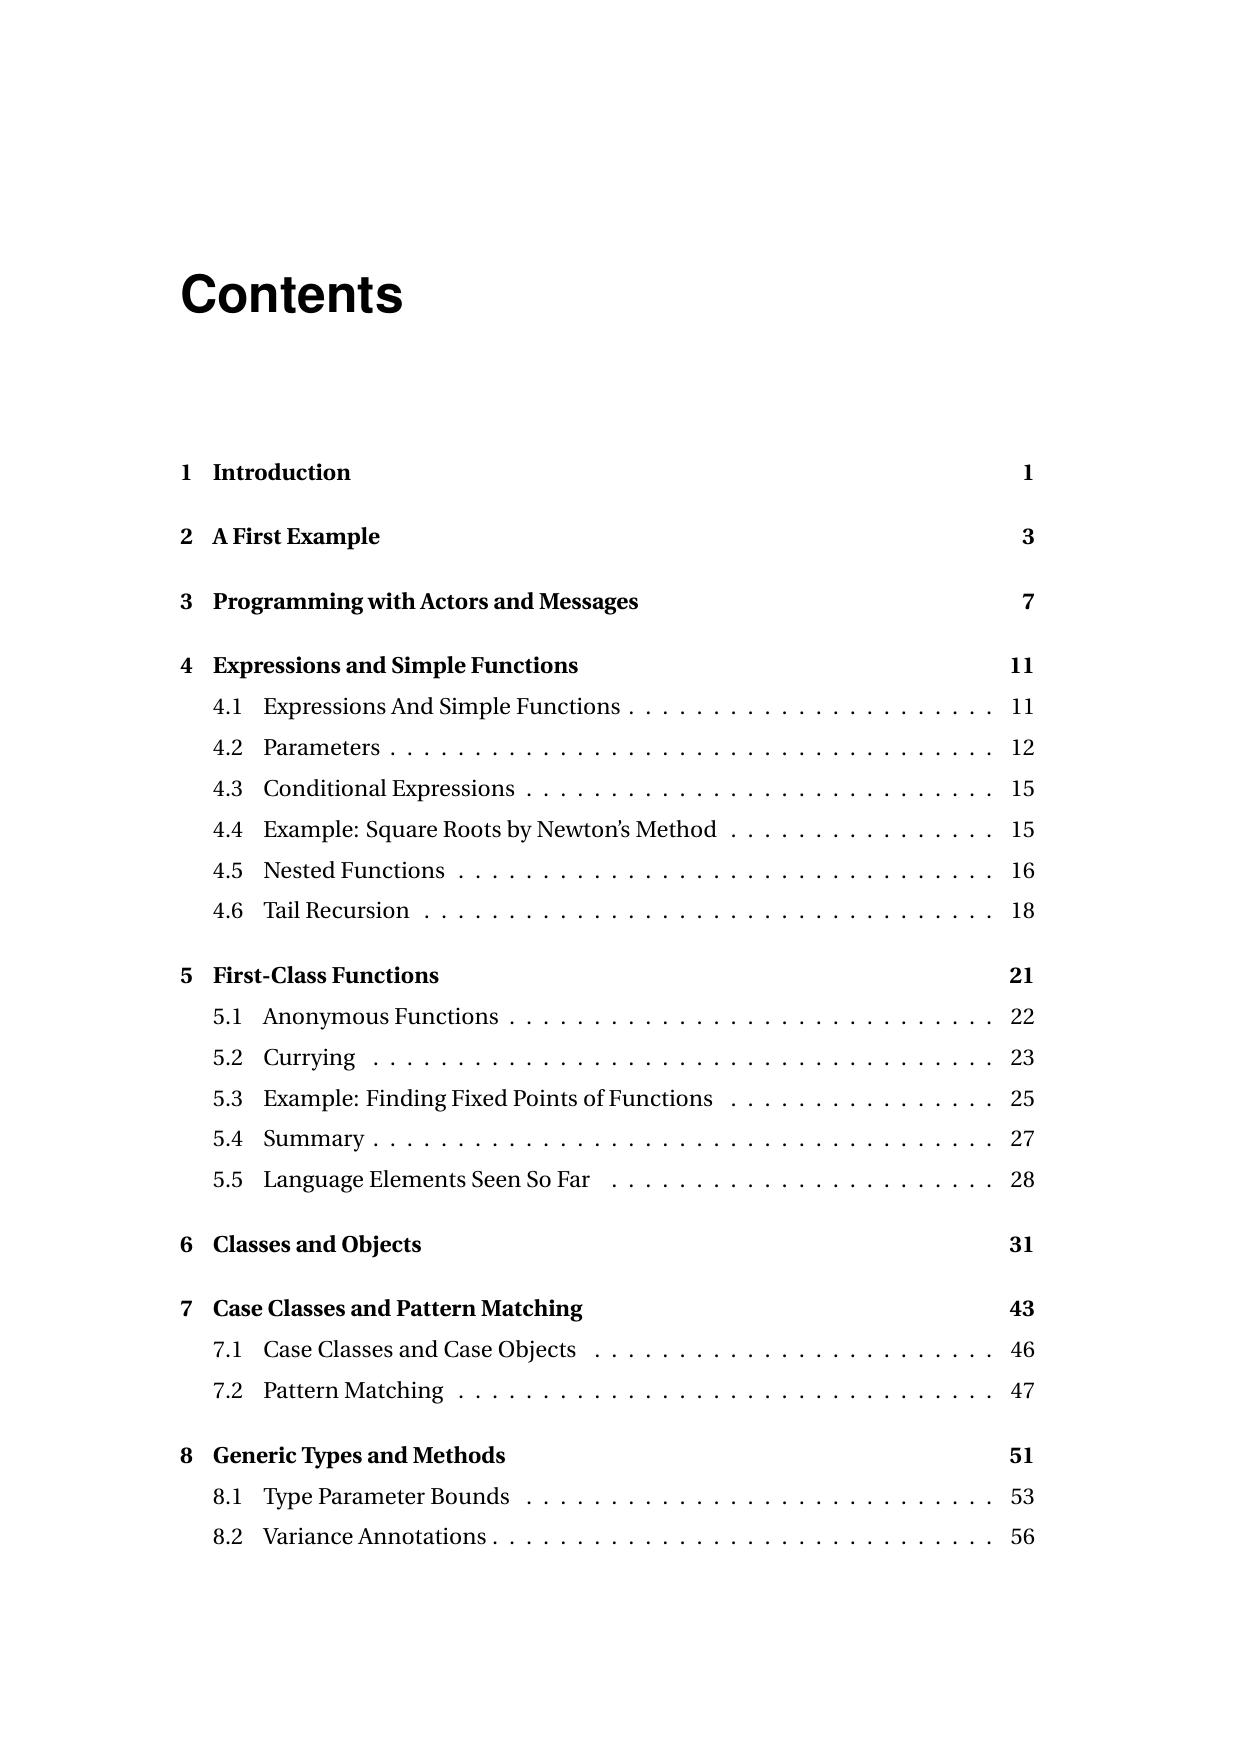 Contents
1 Introduction 1
2 A First Example 3
3 Programming with Actors and Messages 7
4 Expressions and Simple Functions 11
4.1 Expressions And Simple Functions . . . . . . . . . . . . . . . . . . . . . . 11
4.2 Parameters . . . . . . . . . . . . . . . . . . . . . . . . . . . . . . . . . . . . 12
4.3 Conditional Expressions . . . . . . . . . . . . . . . . . . . . . . . . . . . . 15
4.4 Example: Square Roots by Newton’s Method . . . . . . . . . . . . . . . . 15
4.5 Nested Functions . . . . . . . . . . . . . . . . . . . . . . . . . . . . . . . . 16
4.6 Tail Recursion . . . . . . . . . . . . . . . . . . . . . . . . . . . . . . . . . . 18
5 First-Class Functions 21
5.1 Anonymous Functions . . . . . . . . . . . . . . . . . . . . . . . . . . . . . 22
5.2 Currying . . . . . . . . . . . . . . . . . . . . . . . . . . . . . . . . . . . . . 23
5.3 Example: Finding Fixed Points of Functions . . . . . . . . . . . . . . . . 25
5.4 Summary . . . . . . . . . . . . . . . . . . . . . . . . . . . . . . . . . . . . . 27
5.5 Language Elements Seen So Far . . . . . . . . . . . . . . . . . . . . . . . 28
6 Classes and Objects 31
7 Case Classes and Pattern Matching 43
7.1 Case Classes and Case Objects . . . . . . . . . . . . . . . . . . . . . . . . 46
7.2 Pattern Matching . . . . . . . . . . . . . . . . . . . . . . . . . . . . . . . . 47
8 Generic Types and Methods 51
8.1 Type Parameter Bounds . . . . . . . . . . . . . . . . . . . . . . . . . . . . 53
8.2 Variance Annotations . . . . . . . . . . . . . . . . . . . . . . . . . . . . . . 56